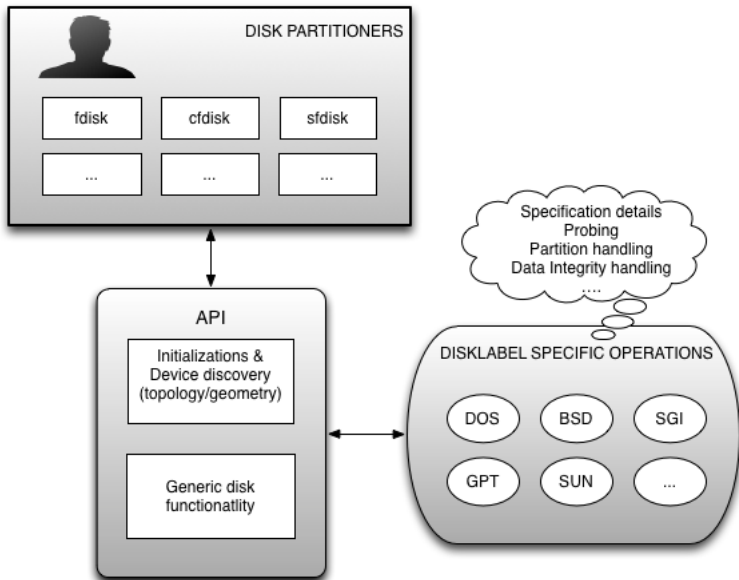 DISK PARTITIONERS
fdisk
cfdisk
sfdisk
...
...
...
Specification details
Probing
Partition handling
Data Integrity handling
....
API
Initializations &
Device discovery
(topology/geometry)
Generic disk
functionatlity
DISKLABEL SPECIFIC OPERATIONS
DOS
BSD
SGI
GPT
SUN
...